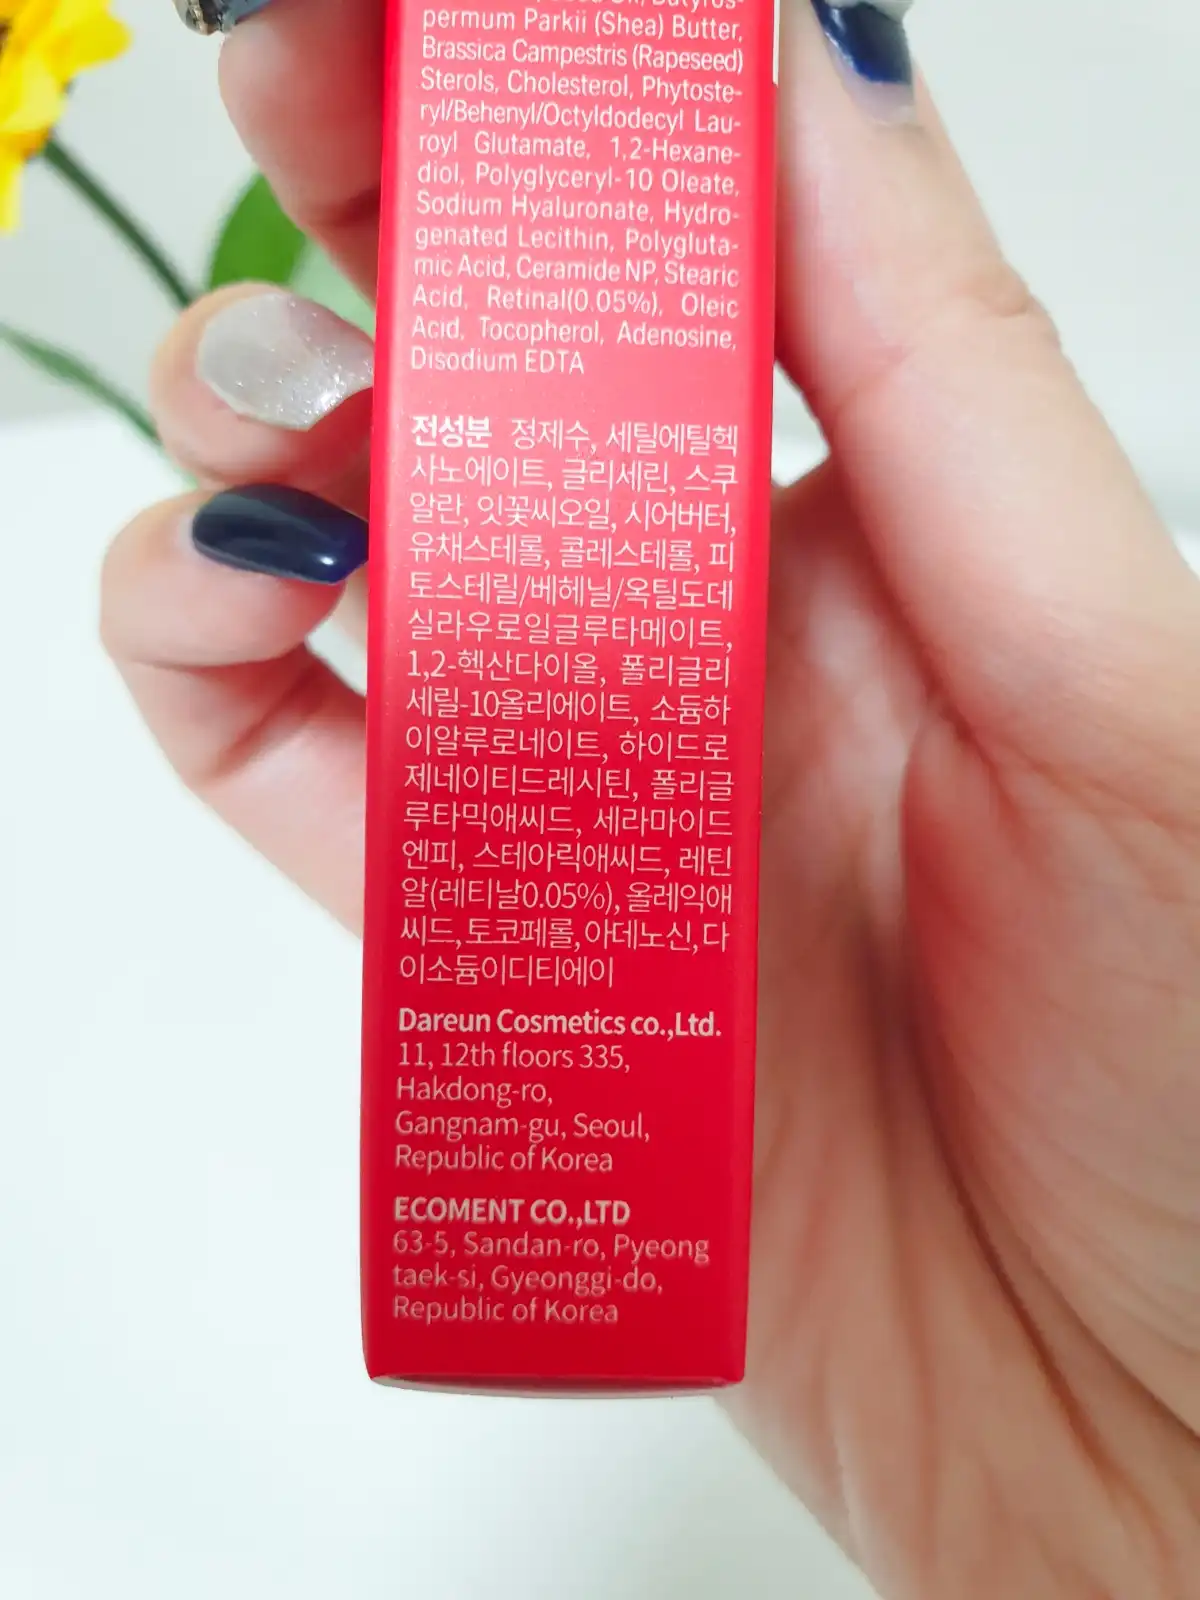 permum Parkii (Shea) Butter,
Brassica Campestris (Rapeseed)
Sterols, Cholesterol, Phytoste-
ryl/Behenyl/Octyldodecyl Lau-
royl Glutamate, 1,2-Hexane-
diol, Polyglyceryl-10 Oleate,
Sodium Hyaluronate, Hydro-
genated Lecithin, Polygluta-
mic Acid, Ceramide NP, Stearic
Acid, Retinal(0.05%), Oleic
Acid, Tocopherol, Adenosine,
Disodium EDTA
전성분 정제수, 세틸에틸헥
사노에이트, 글리세린, 스쿠
알란, 잇꽃씨오일, 시어버터,
유채스테롤, 콜레스테롤, 피
토스테릴/베헤닐/옥틸도데
실라우로일글루타메이트,
1,2-헥산다이올, 폴리글리
세릴-10올리에이트, 소듐하
이알루로네이트, 하이드로
제네이티드레시틴, 폴리글
루타믹애씨드, 세라마이드
엔피, 스테아릭애씨드, 레틴
알(레티날0.05%), 올레익애
씨드, 토코페롤, 아데노신, 다
이소듐이디티에이
Dareun Cosmetics co.,Ltd.
11, 12th floors 335,
Hakdong-ro,
Gangnam-gu, Seoul,
Republic of Korea
ECOMENT CO.,LTD
63-5, Sandan-ro, Pyeong
taek-si, Gyeonggi-do,
Republic of Korea